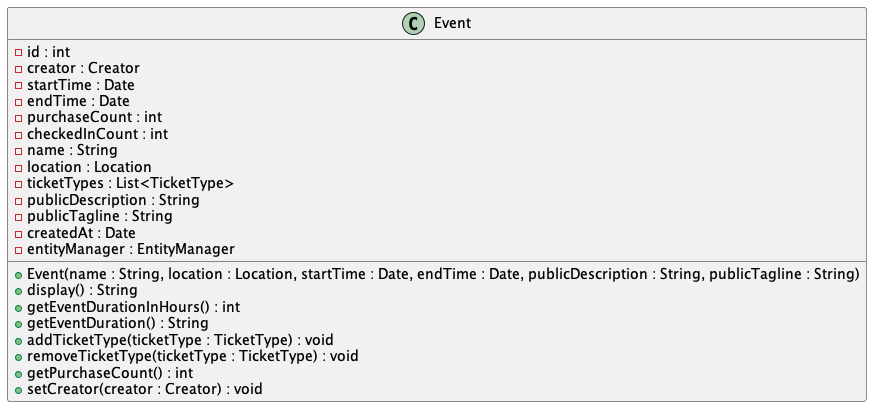 C Event
id : int
creator : Creator
startTime : Date
endTime : Date
purchaseCount : int
checkedInCount : int
name : String
location : Location
ticketTypes : List<TicketType>
publicDescription : String
publicTagline : String
createdAt : Date
entityManager : EntityManager
Event(name : String, location : Location, startTime : Date, endTime : Date, publicDescription : String, publicTagline : String)
display() : String
getEventDurationInHours() : int
getEventDuration() : String
addTicketType(ticketType : TicketType) : void
removeTicketType(ticketType : TicketType) : void
getPurchaseCount() : int
setCreator(creator : Creator) : void